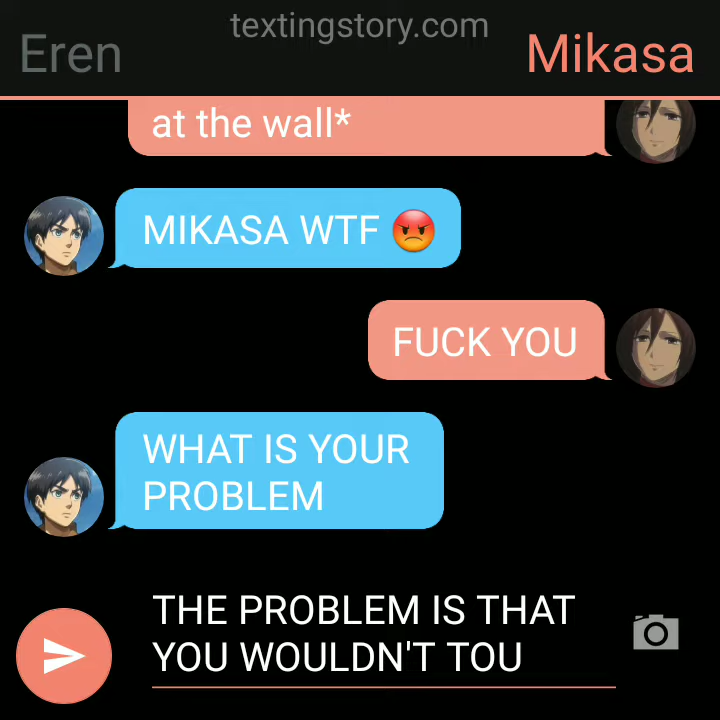 textingstory.com
Eren
Mikasa
at the wall*
MIKASA WTF 😡
FUCK YOU
WHAT IS YOUR
PROBLEM
THE PROBLEM IS THAT
YOU WOULDN'T TOU